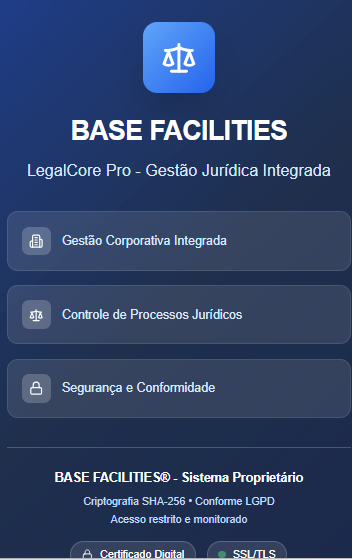 BASE FACILITIES
LegalCore Pro - Gestão Jurídica Integrada
Gestão Corporativa Integrada
Controle de Processos Jurídicos
Segurança e Conformidade
BASE FACILITIES® - Sistema Proprietário
Criptografia SHA-256 • Conforme LGPD
Acesso restrito e monitorado
Certificado Digital
SSL/TLS